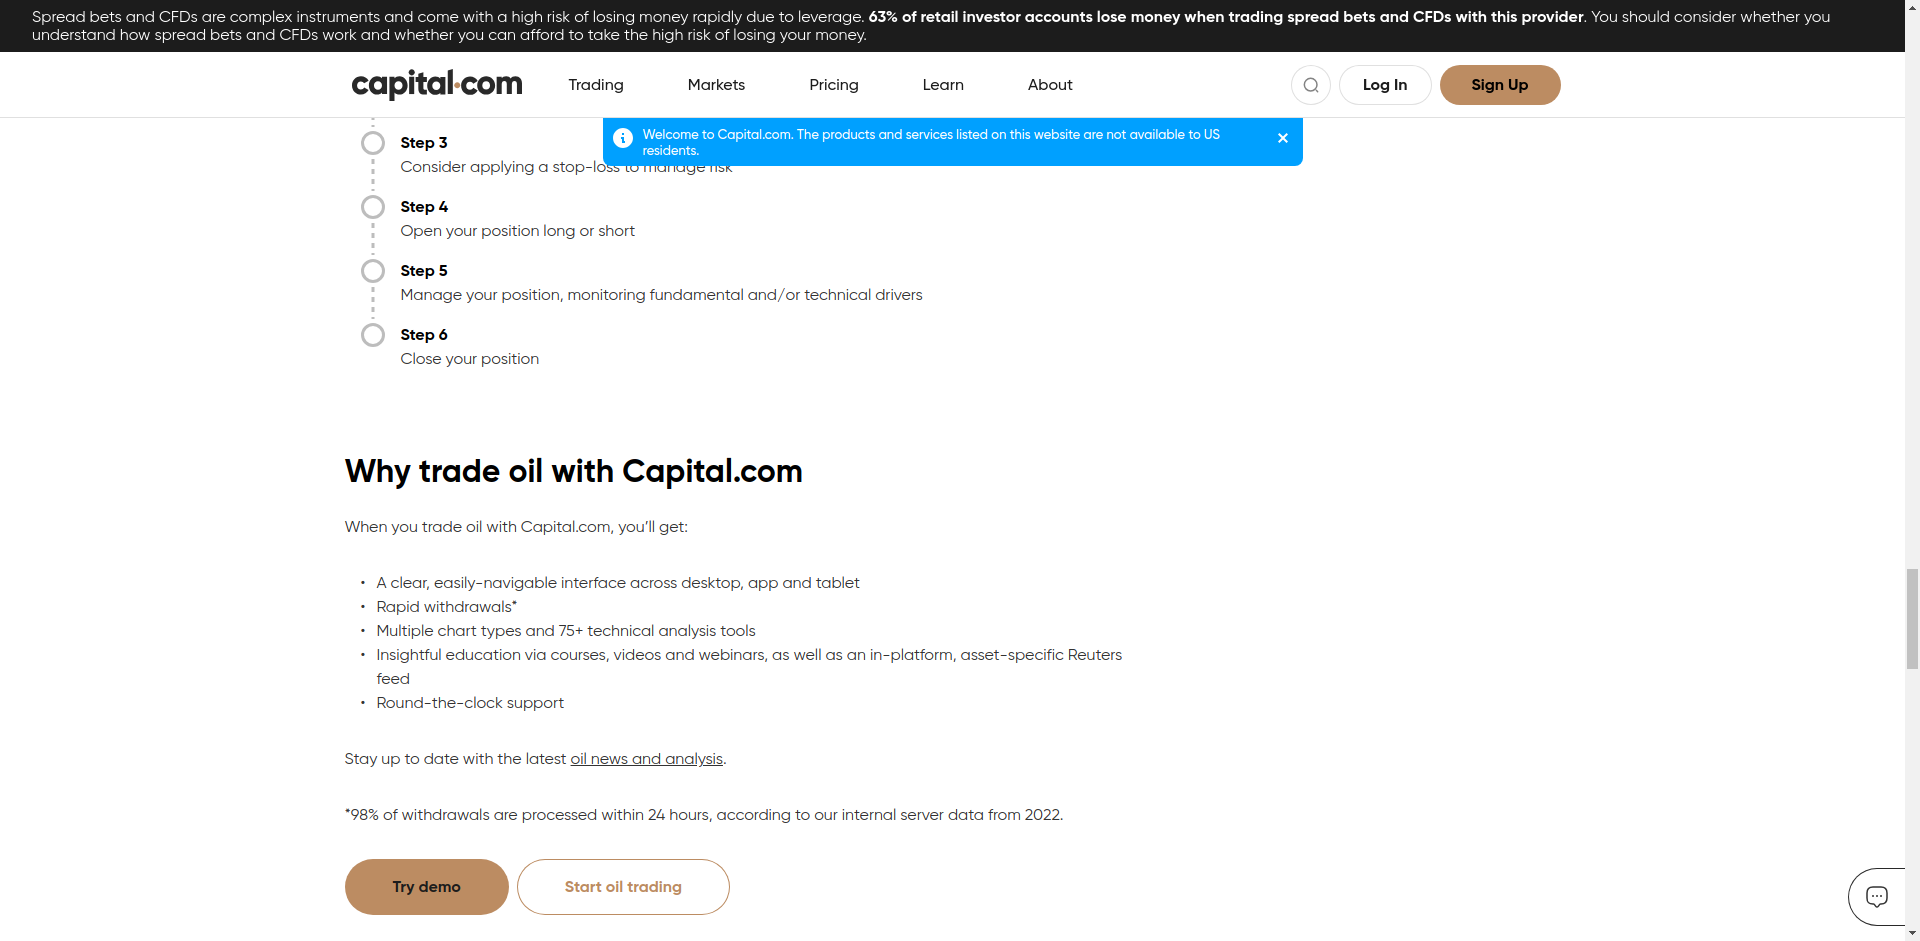 Spread bets and CFDs are complex instruments and come with a high risk of losing money rapidly due to leverage. 63% of retail investor accounts lose money when trading spread bets and CFDs with this provider. You should consider whether you
understand how spread bets and CFDs work and whether you can afford to take the high risk of losing your money.
capital.com
Trading
Markets
Pricing
Learn
About
Log In
Sign Up
Welcome to Capital.com. The products and services listed on this website are not available to US
residents.
Step 3
Consider applying a stop-loss to manage risk
Step 4
Open your position long or short
Step 5
Manage your position, monitoring fundamental and/or technical drivers
Step 6
Close your position
Why trade oil with Capital.com
When you trade oil with Capital.com, you’ll get:
• A clear, easily-navigable interface across desktop, app and tablet
• Rapid withdrawals*
• Multiple chart types and 75+ technical analysis tools
• Insightful education via courses, videos and webinars, as well as an in-platform, asset-specific Reuters
feed
• Round-the-clock support
Stay up to date with the latest oil news and analysis.
*98% of withdrawals are processed within 24 hours, according to our internal server data from 2022.
Try demo
Start oil trading